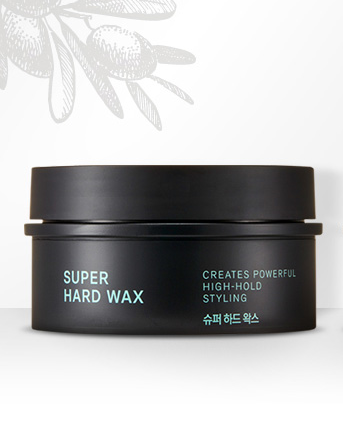 SUPER
HARD WAX
CREATES POWERFUL
HIGH-HOLD
STYLING
슈퍼 하드 왁스